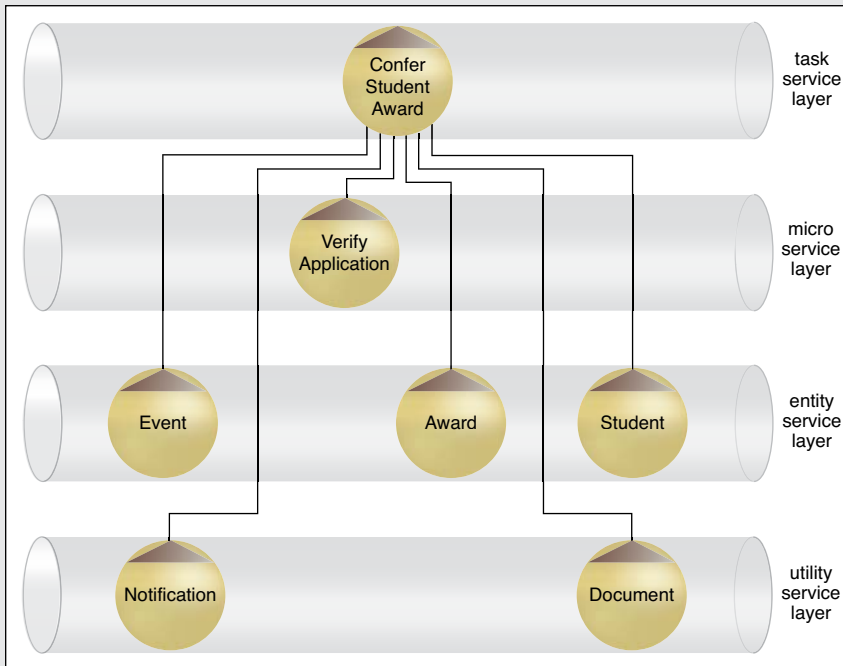 Confer
Student
Award
task
service
layer
Verify
Application
micro
service
layer
Event
Award
Student
entity
service
layer
Notification
Document
utility
service
layer